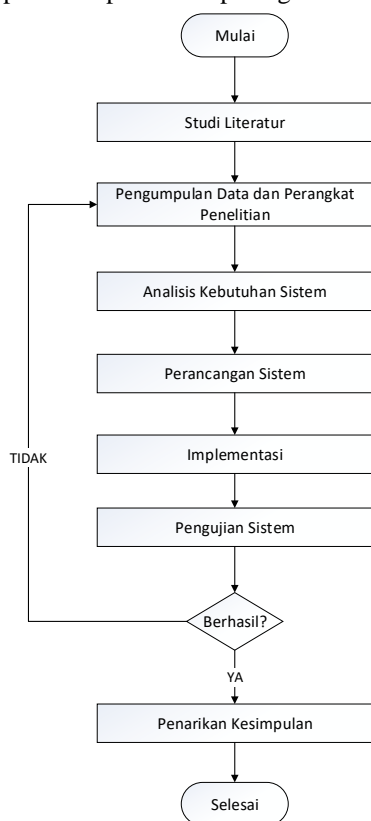 Mulai
Studi Literatur
Pengumpulan Data dan Perangkat
Penelitian
Analisis Kebutuhan Sistem
Perancangan Sistem
Implementasi
TIDAK
Pengujian Sistem
Berhasil?
YA
Penarikan Kesimpulan
Selesai